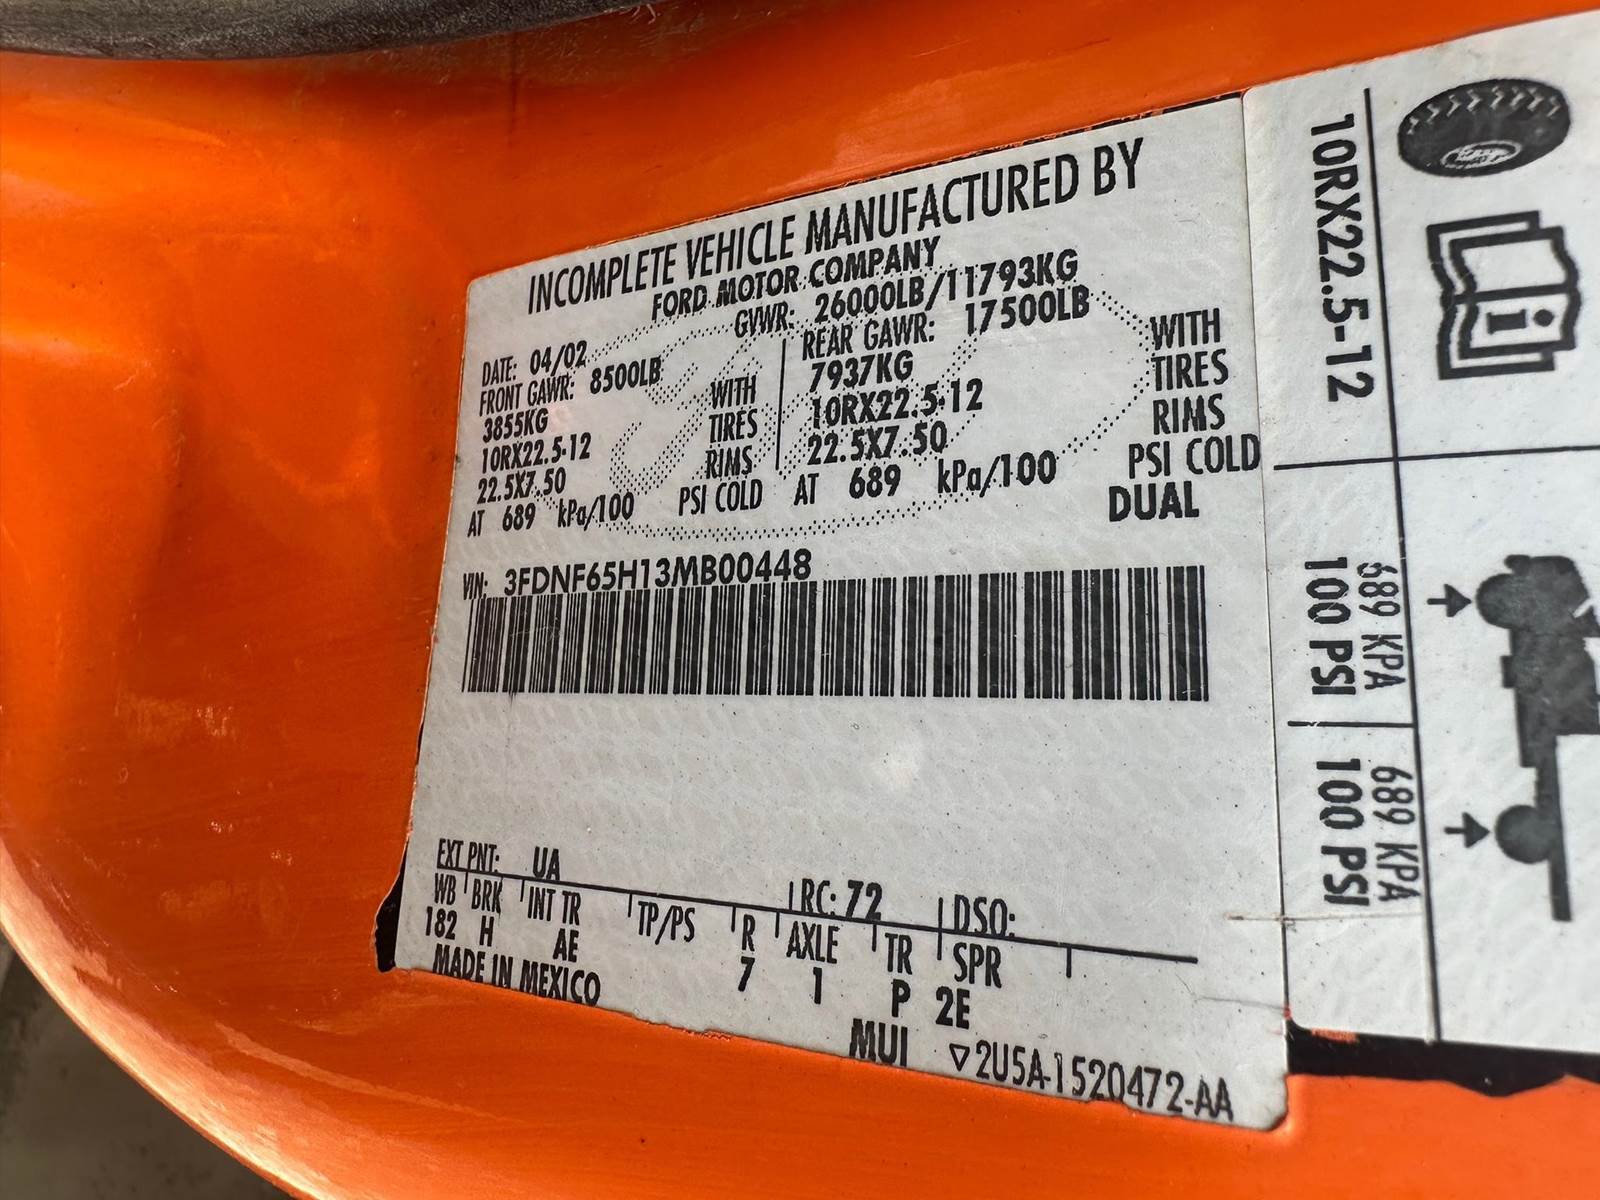 INCOMPLETE VEHICLE MANUFACTURED BY
FORD MOTOR COMPANY
DATE: 04/02 GVWR: 26000LB/11793KG
FRONT GAWR: 8500LB REAR GAWR: 17500LB
3855KG WITH 7937KG WITH
10RX22.5-12 TIRES 10RX22.5-12 TIRES
22.5X7.50 RIMS 22.5X7.50 RIMS
AT 689 kPa/100 PSI COLD AT 689 kPa/100 PSI COLD
DUAL
VIN: 3FDNF65H13MB00448
EXT PNT: UA RC: 72 DSO:
WB BRK INT TR TP/PS R AXLE TR SPR
182 H AE 7 1 P 2E
MADE IN MEXICO
MUI ▽2U5A-1520472-AA
10RX22.5-12
689 KPA
100 PSI
689 KPA
100 PSI